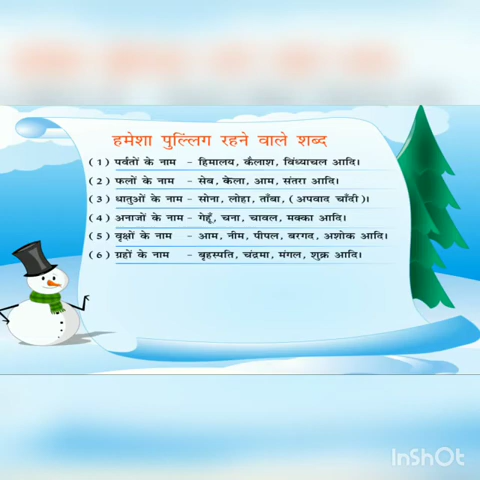 हमेशा पुल्लिंग रहने वाले शब्द
(1) पर्वतों के नाम - हिमालय, कैलाश, विंध्याचल आदि।
(2) फलों के नाम - सेब, केला, आम, संतरा आदि।
(3) धातुओं के नाम - सोना, लोहा, ताँबा, (अपवाद चाँदी)।
(4) अनाजों के नाम - गेहूँ, चना, चावल, मक्का आदि।
(5) वृक्षों के नाम - आम, नीम, पीपल, बरगद, अशोक आदि।
(6) ग्रहों के नाम - बृहस्पति, चंद्रमा, मंगल, शुक्र आदि।
InShOt